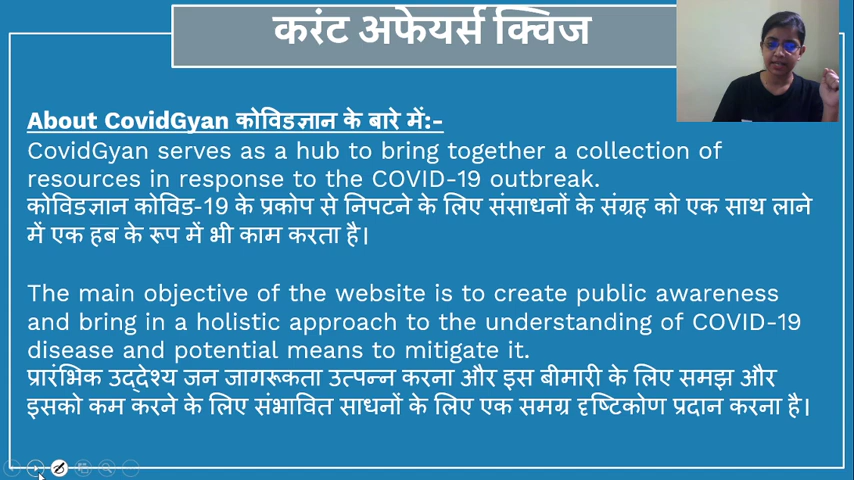 करंट अफेयर्स क्विज
About CovidGyan कोविडज्ञान के बारे में:-
CovidGyan serves as a hub to bring together a collection of
resources in response to the COVID-19 outbreak.
कोविडज्ञान कोविड-19 के प्रकोप से निपटने के लिए संसाधनों के संग्रह को एक साथ लाने
में एक हब के रूप में भी काम करता है।
The main objective of the website is to create public awareness
and bring in a holistic approach to the understanding of COVID-19
disease and potential means to mitigate it.
प्रारंभिक उद्देश्य जन जागरूकता उत्पन्न करना और इस बीमारी के लिए समझ और
इसको कम करने के लिए संभावित साधनों के लिए एक समग्र दृष्टिकोण प्रदान करना है।